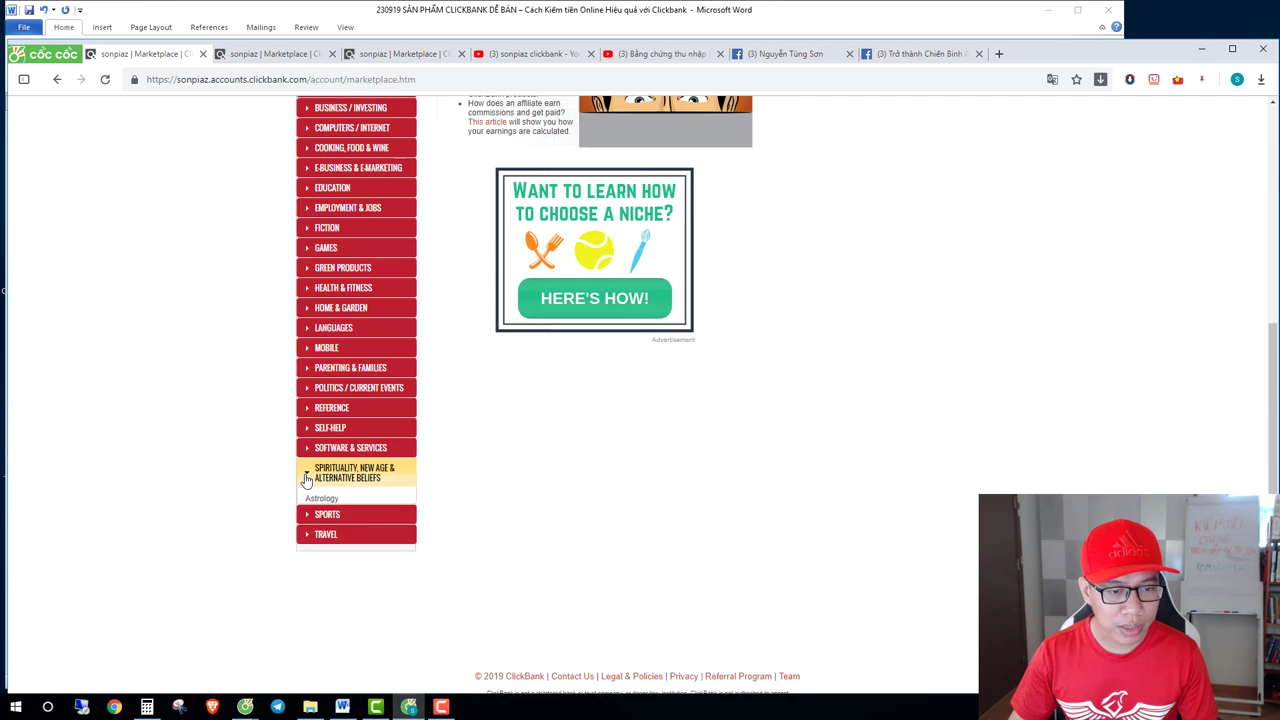 230919 SẢN PHẨM CLICKBANK DỄ BÁN – Cách Kiếm tiền Online Hiệu quả với Clickbank - Microsoft Word
File Home Insert Page Layout References Mailings Review View
CỐC CỐC sonpiaz | Marketplace | C sonpiaz | Marketplace | C sonpiaz | Marketplace | C (3) sonpiaz clickbank - Yo (3) Bằng chứng thu nhập (3) Nguyễn Tùng Sơn (3) Trở thành Chiến Binh A
https://sonpiaz.accounts.clickbank.com/account/marketplace.htm
BUSINESS / INVESTING
COMPUTERS / INTERNET
COOKING, FOOD & WINE
E-BUSINESS & E-MARKETING
EDUCATION
EMPLOYMENT & JOBS
FICTION
GAMES
GREEN PRODUCTS
HEALTH & FITNESS
HOME & GARDEN
LANGUAGES
MOBILE
PARENTING & FAMILIES
POLITICS / CURRENT EVENTS
REFERENCE
SELF-HELP
SOFTWARE & SERVICES
SPIRITUALITY, NEW AGE &
ALTERNATIVE BELIEFS
Astrology
SPORTS
TRAVEL
How does an affiliate earn
commissions and get paid?
This article will show you how
your earnings are calculated.
WANT TO LEARN HOW
TO CHOOSE A NICHE?
HERE'S HOW!
Advertisement
© 2019 ClickBank | Contact Us | Legal & Policies | Privacy | Referral Program | Team
KIẾM TIỀN
ONLINE
adidas